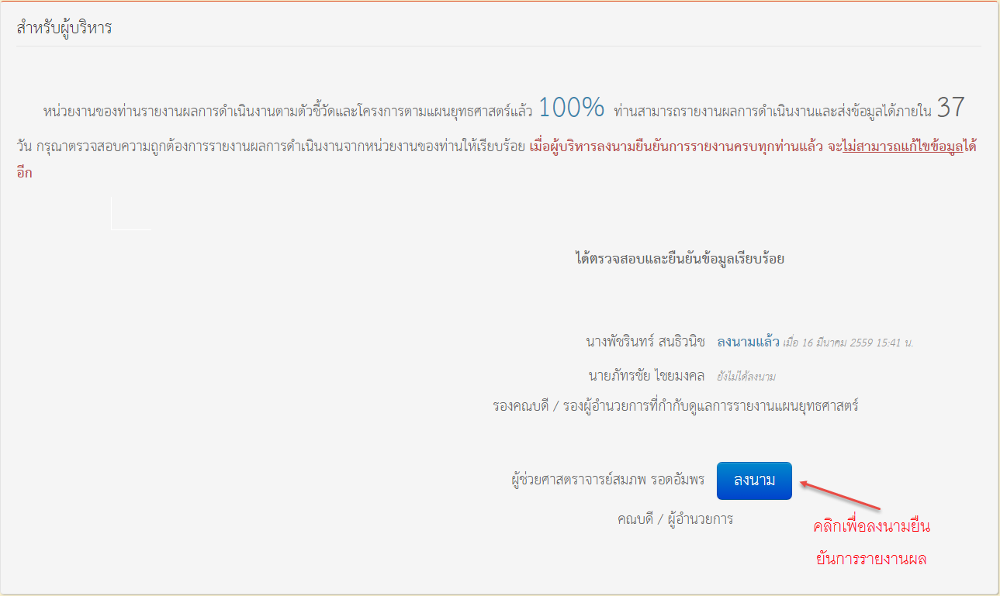 สำหรับผู้บริหาร
หน่วยงานของท่านรายงานผลการดำเนินงานตามตัวชี้วัดและโครงการตามแผนยุทธศาสตร์แล้ว 100% ท่านสามารถรายงานผลการดำเนินงานและส่งข้อมูลได้ภายใน 37
วัน กรุณาตรวจสอบความถูกต้องการรายงานผลการดำเนินงานจากหน่วยงานของท่านให้เรียบร้อย เมื่อผู้บริหารลงนามยืนยันการรายงานครบทุกท่านแล้ว จะไม่สามารถแก้ไขข้อมูลได้
อีก
ได้ตรวจสอบและยืนยันข้อมูลเรียบร้อย
นางพัชรินทร์ สนธิวนิช ลงนามแล้ว เมื่อ 16 มีนาคม 2559 15:41 น.
นายภัทรชัย ไชยมงคล ยังไม่ได้ลงนาม
รองคณบดี / รองผู้อำนวยการที่กำกับดูแลการรายงานแผนยุทธศาสตร์
ผู้ช่วยศาสตราจารย์สมภพ รอดอัมพร ลงนาม
คณบดี / ผู้อำนวยการ
คลิกเพื่อลงนามยืน
ยันการรายงานผล